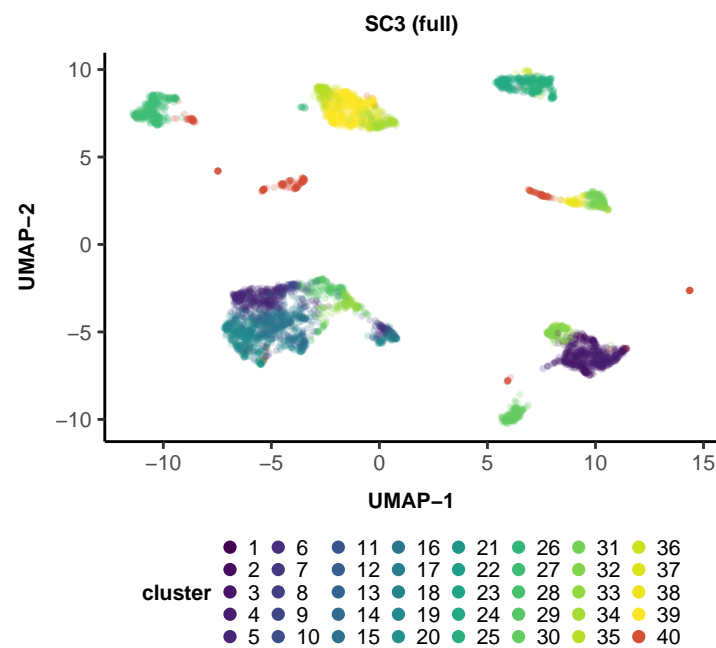 SC3 (full)
10
5
0
−5
−10
UMAP−2
−10 −5 0 5 10 15
UMAP−1
1 6 11 16 21 26 31 36
2 7 12 17 22 27 32 37
cluster 3 8 13 18 23 28 33 38
4 9 14 19 24 29 34 39
5 10 15 20 25 30 35 40